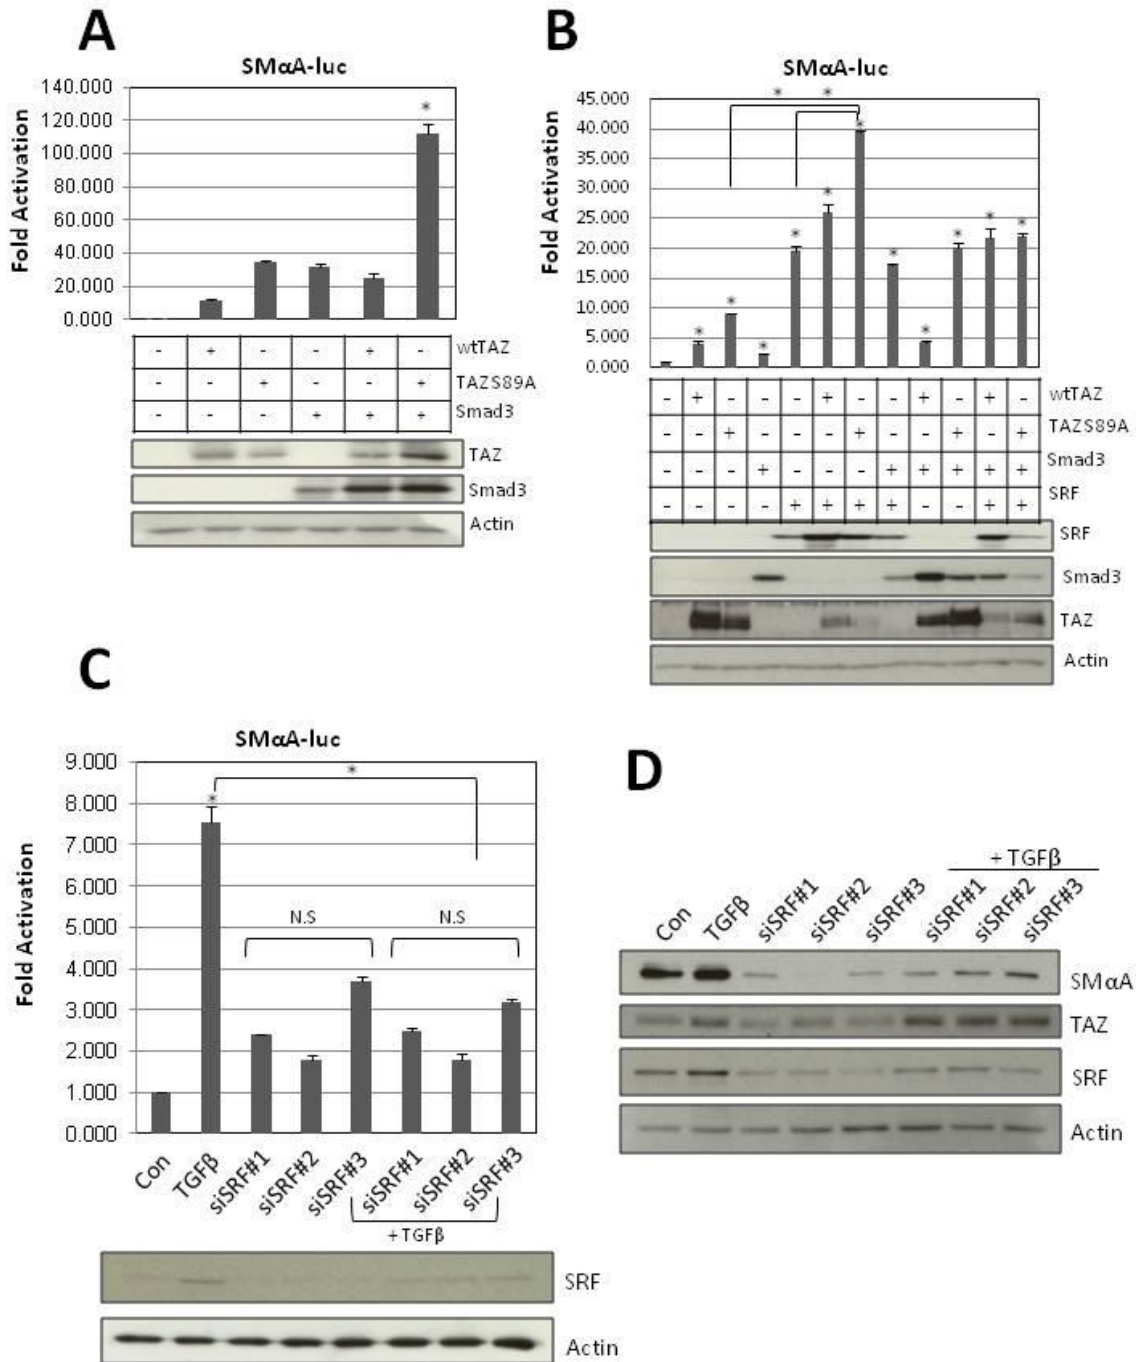 A
SMαA-luc
Fold Activation
140.000
120.000
100.000
80.000
60.000
40.000
20.000
0.000
*
- + - - + - wtTAZ
- - - - - + TAZS89A
- - - + + + Smad3
TAZ
Smad3
Actin
B
SMαA-luc
Fold Activation
45.000
40.000
35.000
30.000
25.000
20.000
15.000
10.000
5.000
0.000
* *
* * * * * * * * * * *
- + - - - + - - - - + - wtTAZ
- - + - - - + - - + - + TAZS89A
- - - + - - - + + + + + Smad3
- - - - + + + + - - + + SRF
SRF
Smad3
TAZ
Actin
C
SMαA-luc
Fold Activation
9.000
8.000
7.000
6.000
5.000
4.000
3.000
2.000
1.000
0.000
*
*
N.S N.S
Con TGFβ siSRF#1 siSRF#2 siSRF#3 siSRF#1 siSRF#2 siSRF#3
+ TGFβ
SRF
Actin
D
+ TGFβ
Con TGFβ siSRF#1 siSRF#2 siSRF#3 siSRF#1 siSRF#2 siSRF#3
SMαA
TAZ
SRF
Actin